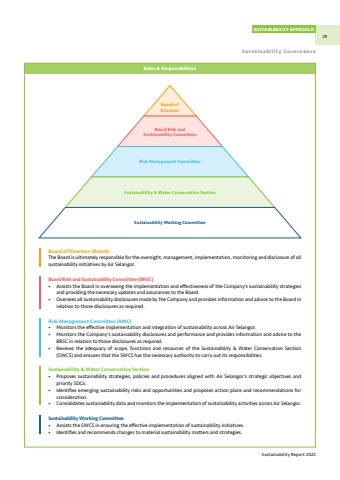 SUSTAINABILITY APPROACH
29
Sustainability Governance
Roles & Responsibilities
Board of
Directors
Board Risk and
Sustainability Committee
Risk Management Committee
Sustainability & Water Conservation Section
Sustainability Working Committee
Board of Directors (Board)
The Board is ultimately responsible for the oversight, management, implementation, monitoring and disclosure of all
sustainability initiatives by Air Selangor.
Board Risk and Sustainability Committee (BRSC)
• Assists the Board in overseeing the implementation and effectiveness of the Company's sustainability strategies
and providing the necessary updates and assurances to the Board.
• Oversees all sustainability disclosures made by the Company and provides information and advice to the Board in
relation to those disclosures as required.
Risk Management Committee (RMC)
• Monitors the effective implementation and integration of sustainability across Air Selangor.
• Monitors the Company's sustainability disclosures and performance and provides information and advice to the
BRSC in relation to those disclosures as required.
• Reviews the adequacy of scope, functions and resources of the Sustainability & Water Conservation Section
(SWCS) and ensures that the SWCS has the necessary authority to carry out its responsibilities.
Sustainability & Water Conservation Section
• Proposes sustainability strategies, policies and procedures aligned with Air Selangor's strategic objectives and
priority SDGs.
• Identifies emerging sustainability risks and opportunities and proposes action plans and recommendations for
consideration.
• Consolidates sustainability data and monitors the implementation of sustainability activities across Air Selangor.
Sustainability Working Committee
• Assists the SWCS in ensuring the effective implementation of sustainability initiatives.
• Identifies and recommends changes to material sustainability matters and strategies.
Sustainability Report 2022